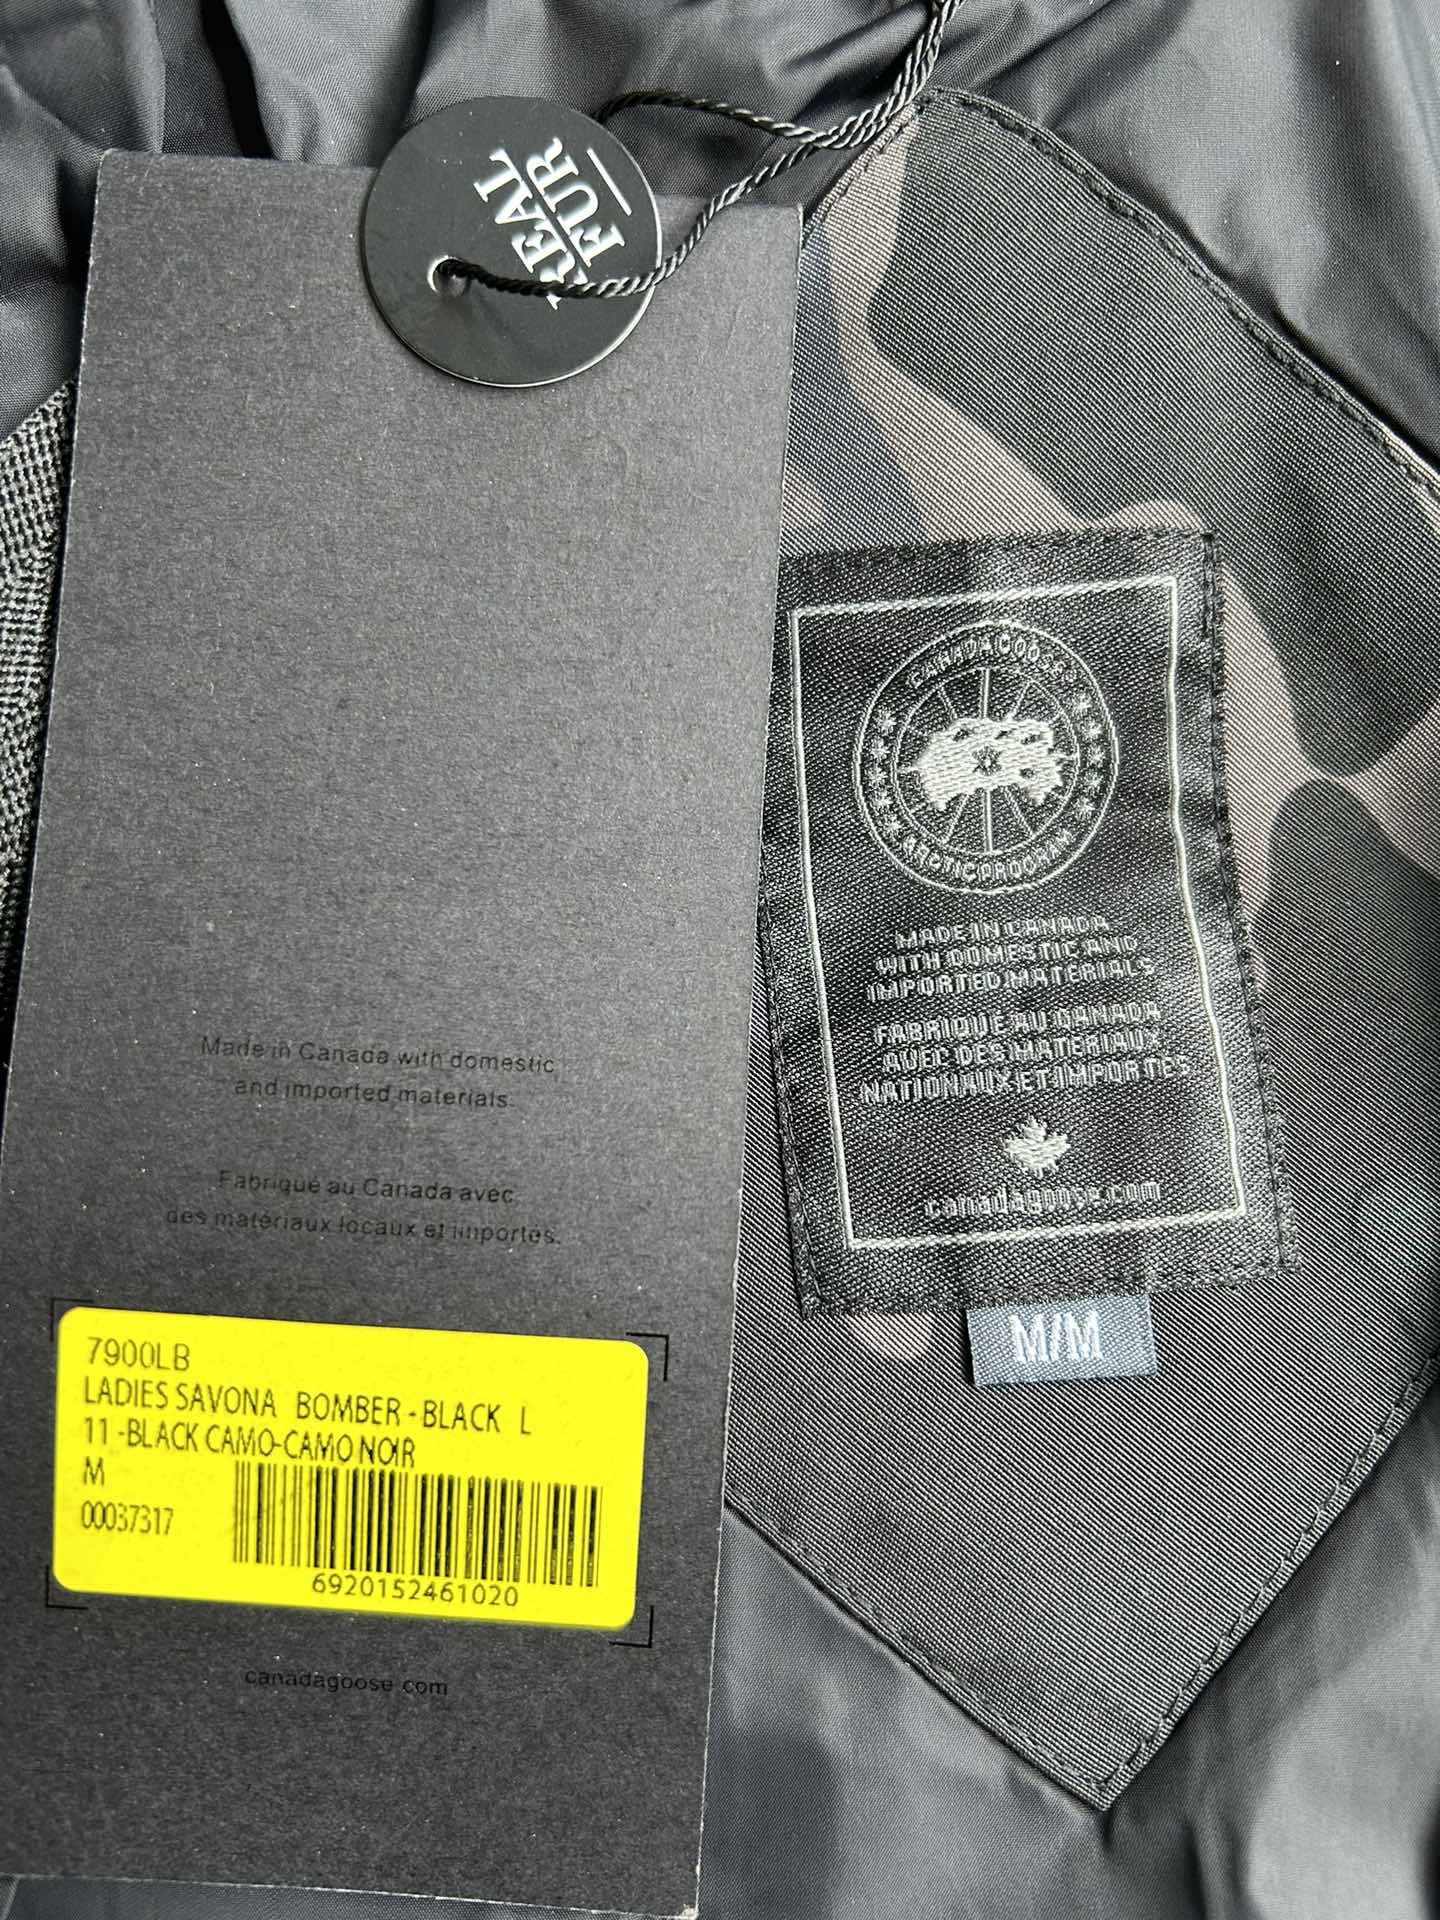 REAL
FUR
Made in Canada with domestic
and imported materials.
Fabriqué au Canada avec
des matériaux locaux et importés.
7900LB
LADIES SAVONA BOMBER - BLACK L
11 -BLACK CAMO-CAMO NOIR
M
00037317
6920152461020
canadagoose.com
CANADA GOOSE
ARCTIC PROGRAM
MADE IN CANADA
WITH DOMESTIC AND
IMPORTED MATERIALS
FABRIQUE AU CANADA
AVEC DES MATERIAUX
NATIONAUX ET IMPORTES
canadagoose.com
M/M